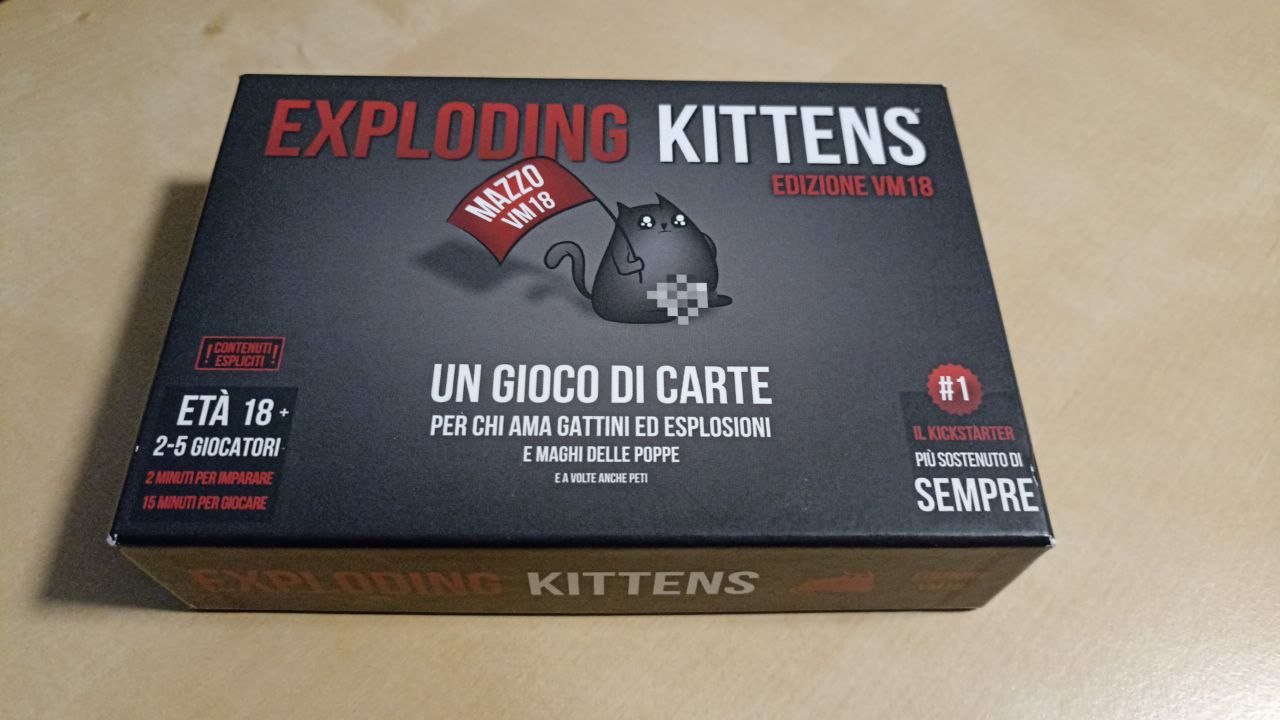 EXPLODING KITTENS
EDIZIONE VM18
MAZZO
VM18
! CONTENUTI
ESPLICITI !
ETÀ 18+
2-5 GIOCATORI
2 MINUTI PER IMPARARE
15 MINUTI PER GIOCARE
UN GIOCO DI CARTE
PER CHI AMA GATTINI ED ESPLOSIONI
E MAGHI DELLE POPPE
E A VOLTE ANCHE PETI
#1
IL KICKSTARTER
PIÙ SOSTENUTO DI
SEMPRE
EXPLODING KITTENS